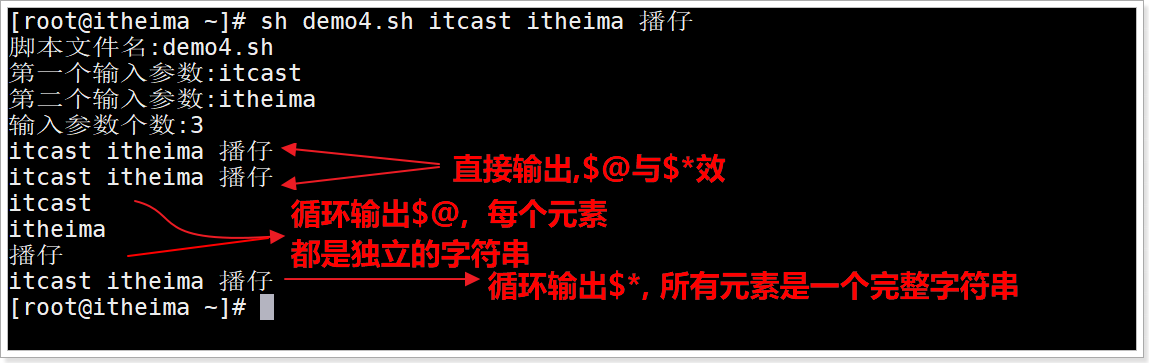 [root@itheima ~]# sh demo4.sh itcast itheima 播仔
脚本文件名:demo4.sh
第一个输入参数:itcast
第二个输入参数:itheima
输入参数个数:3
itcast itheima 播仔
直接输出,$@与$*效
itcast itheima 播仔
itcast
循环输出$@, 每个元素
itheima
都是独立的字符串
播仔
itcast itheima 播仔
循环输出$*, 所有元素是一个完整字符串
[root@itheima ~]#